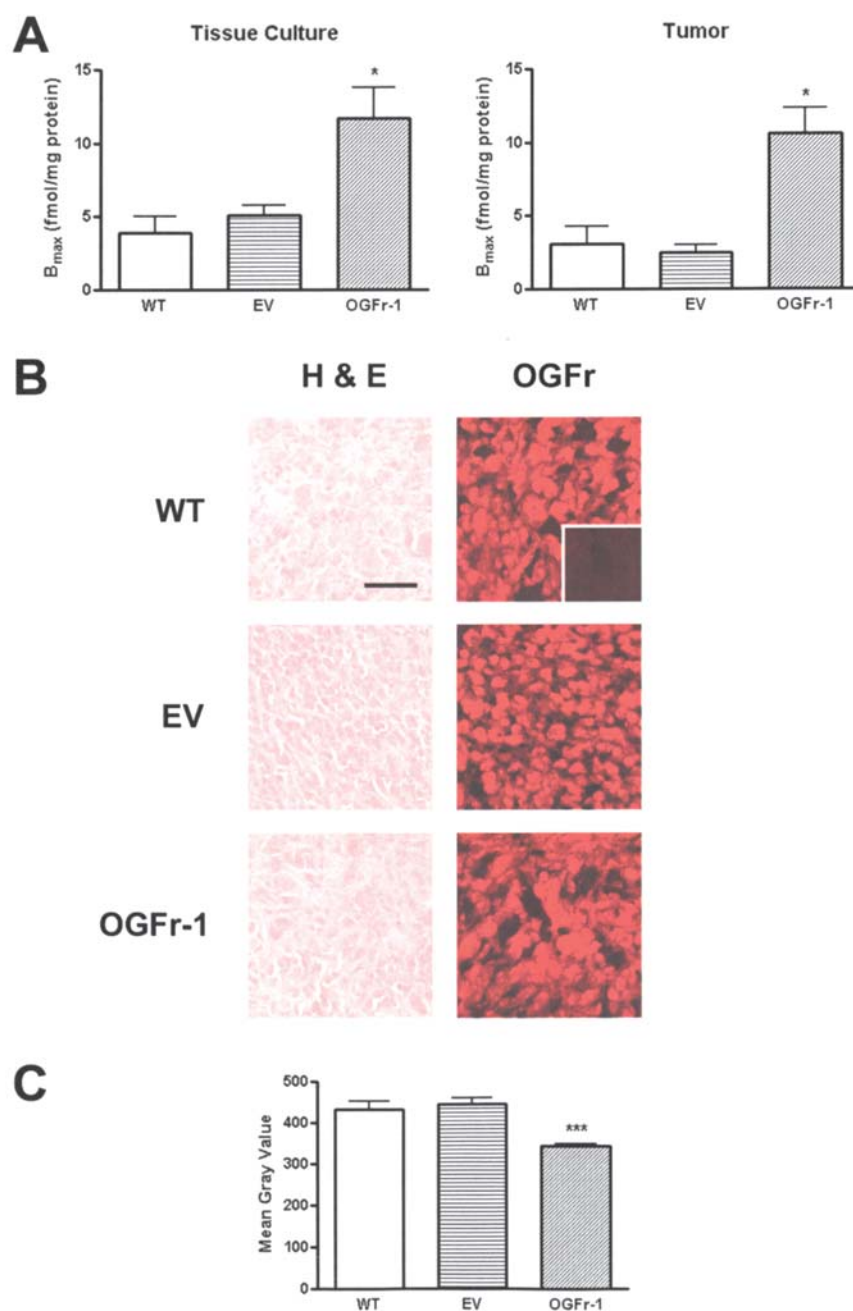 A
Tissue Culture
Tumor
B_max (fmol/mg protein)
15
10
5
0
*
WT
EV
OGFr-1
B_max (fmol/mg protein)
15
10
5
0
*
WT
EV
OGFr-1
B
H & E
OGFr
WT
EV
OGFr-1
C
Mean Gray Value
500
400
300
200
100
0
***
WT
EV
OGFr-1